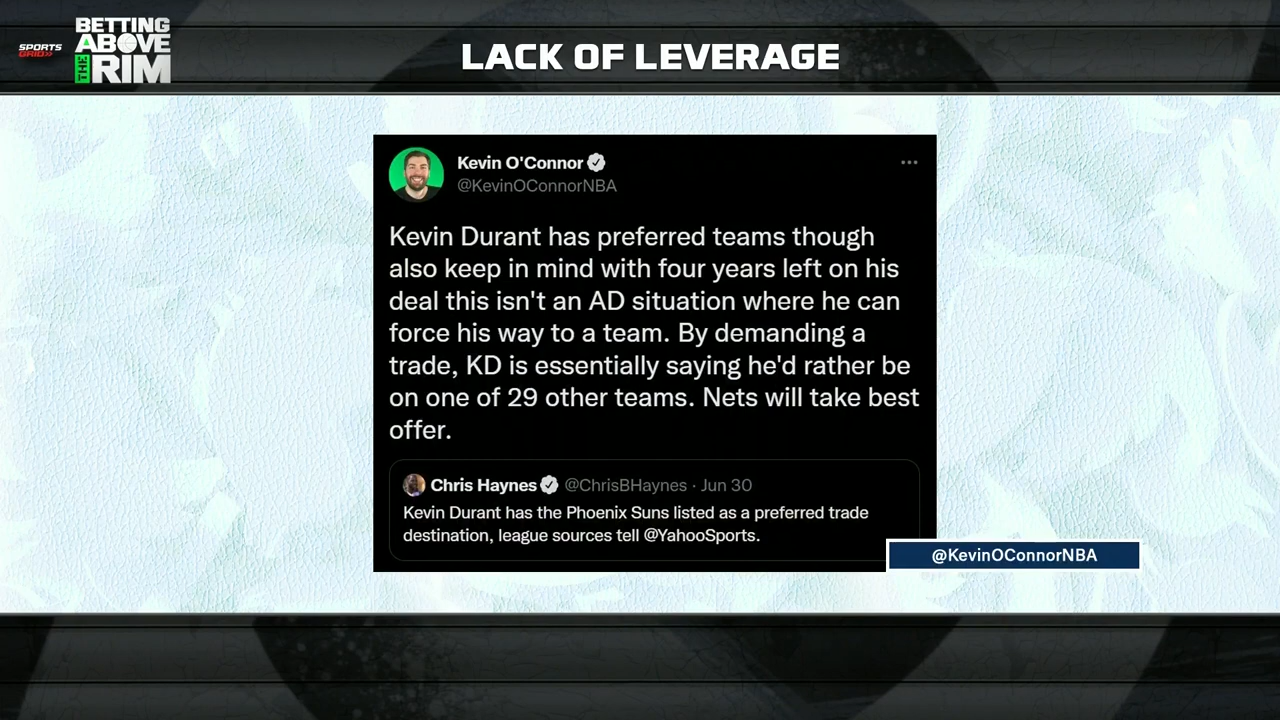 SPORTS
GRID
BETTING
ABOVE
THE
RIM
LACK OF LEVERAGE
Kevin O'Connor
@KevinOConnorNBA
Kevin Durant has preferred teams though
also keep in mind with four years left on his
deal this isn't an AD situation where he can
force his way to a team. By demanding a
trade, KD is essentially saying he'd rather be
on one of 29 other teams. Nets will take best
offer.
Chris Haynes @ChrisBHaynes · Jun 30
Kevin Durant has the Phoenix Suns listed as a preferred trade
destination, league sources tell @YahooSports.
@KevinOConnorNBA